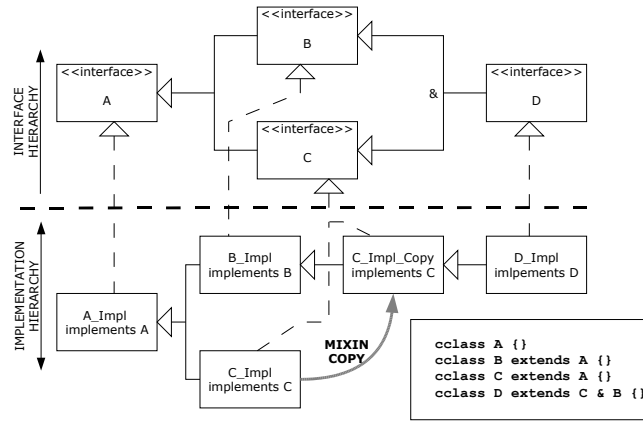 <<interface>>
B
<<interface>>
A
<<interface>>
D
&
<<interface>>
C
INTERFACE
HIERARCHY
IMPLEMENTATION
HIERARCHY
B_Impl
implements B
C_Impl_Copy
implements C
D_Impl
imlpements D
A_Impl
implements A
C_Impl
implements C
MIXIN
COPY
cclass A {}
cclass B extends A {}
cclass C extends A {}
cclass D extends C & B {}